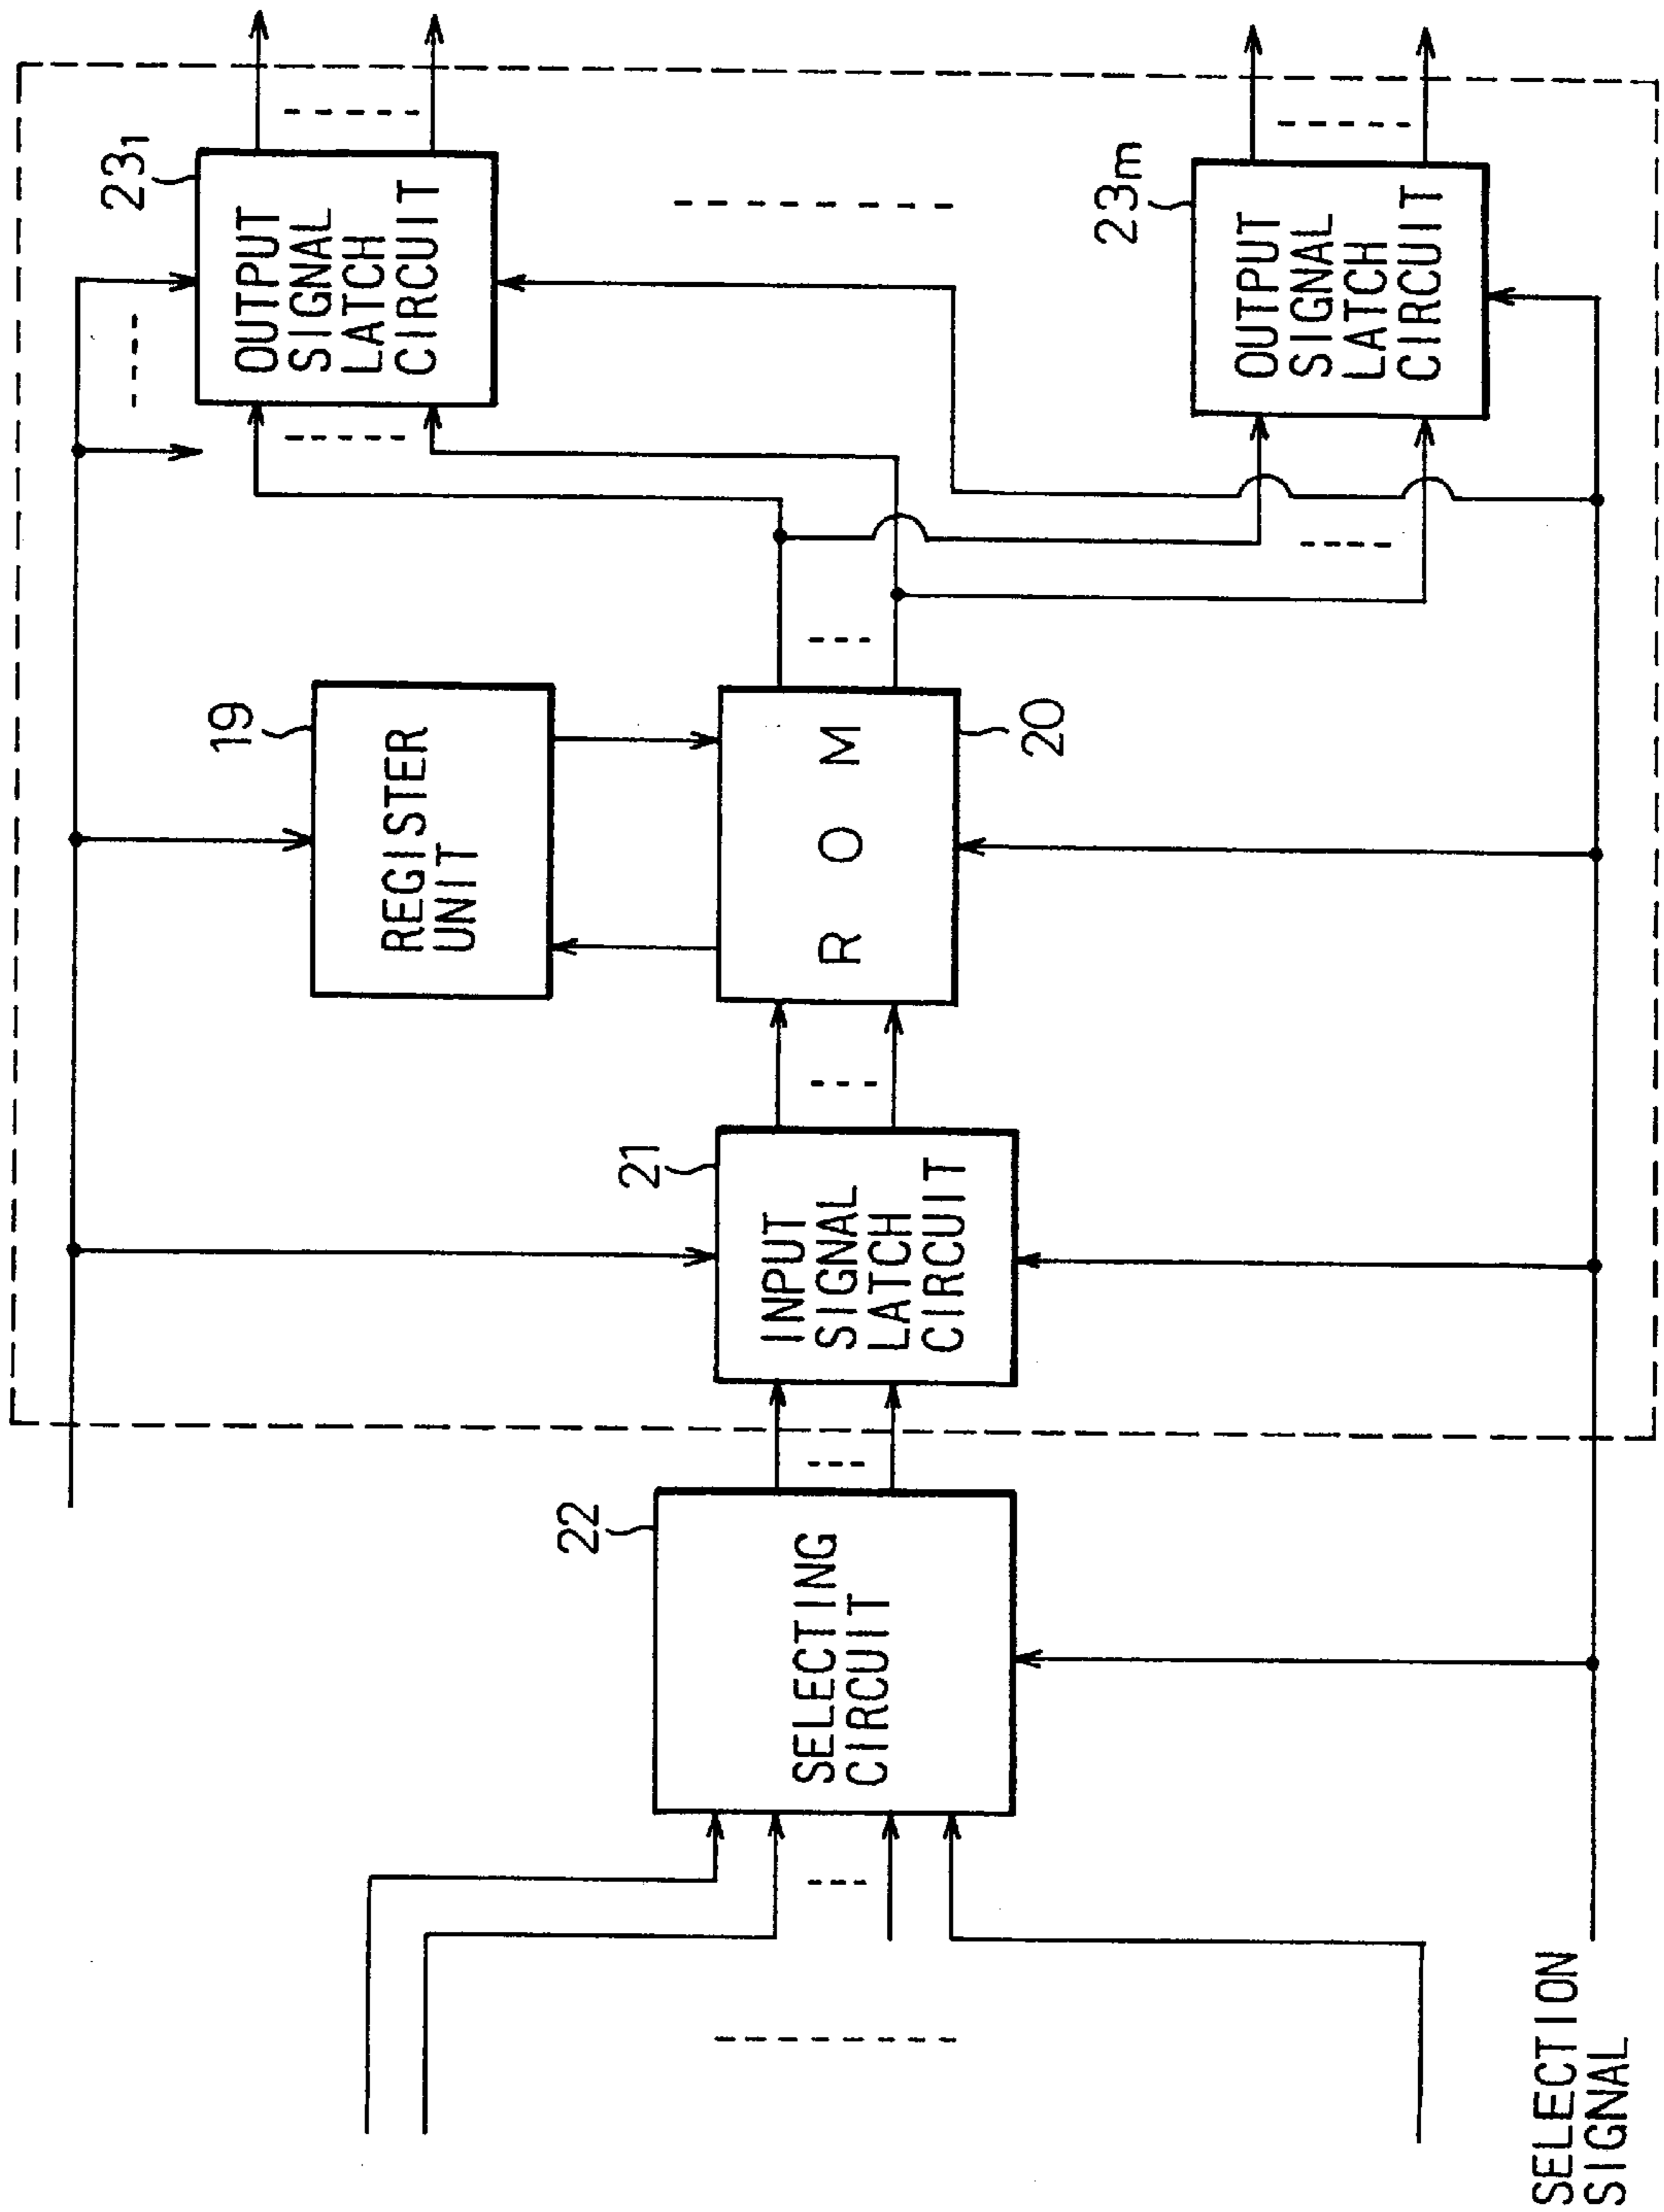 23₁
OUTPUT
SIGNAL
LATCH
CIRCUIT
19
REGISTER
UNIT
22
SELECTING
CIRCUIT
21
INPUT
SIGNAL
LATCH
CIRCUIT
ROM
20
23m
OUTPUT
SIGNAL
LATCH
CIRCUIT
SELECTION
SIGNAL